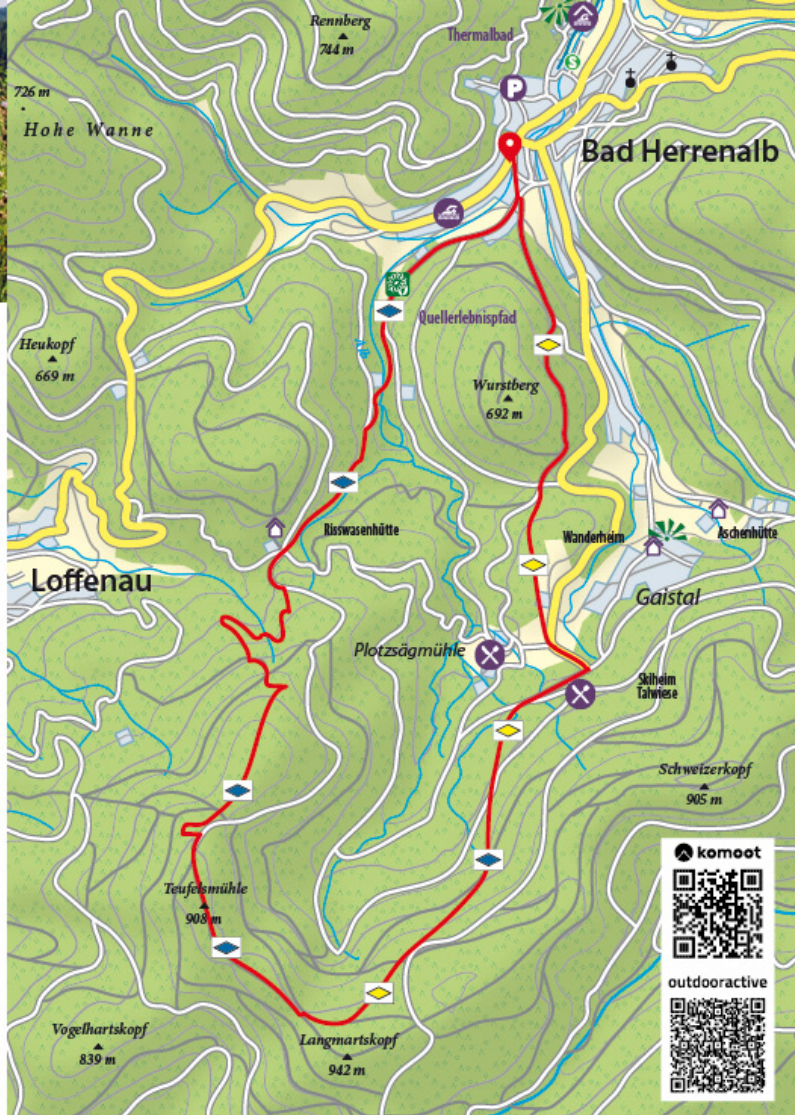 Rennberg
744 m
Thermalbad
S
P
726 m
Hohe Wanne
Bad Herrenalb
Quellerlebnispfad
Heukopf
669 m
Alb
Wurstberg
692 m
Risswasenhütte
Wanderheim
Aschenhütte
Loffenau
Gaistal
Plotzsägmühle
Skiheim
Talwiese
Schweizerkopf
905 m
komoot
Teufelsmühle
908 m
outdooractive
Vogelhartskopf
839 m
Langmartskopf
942 m